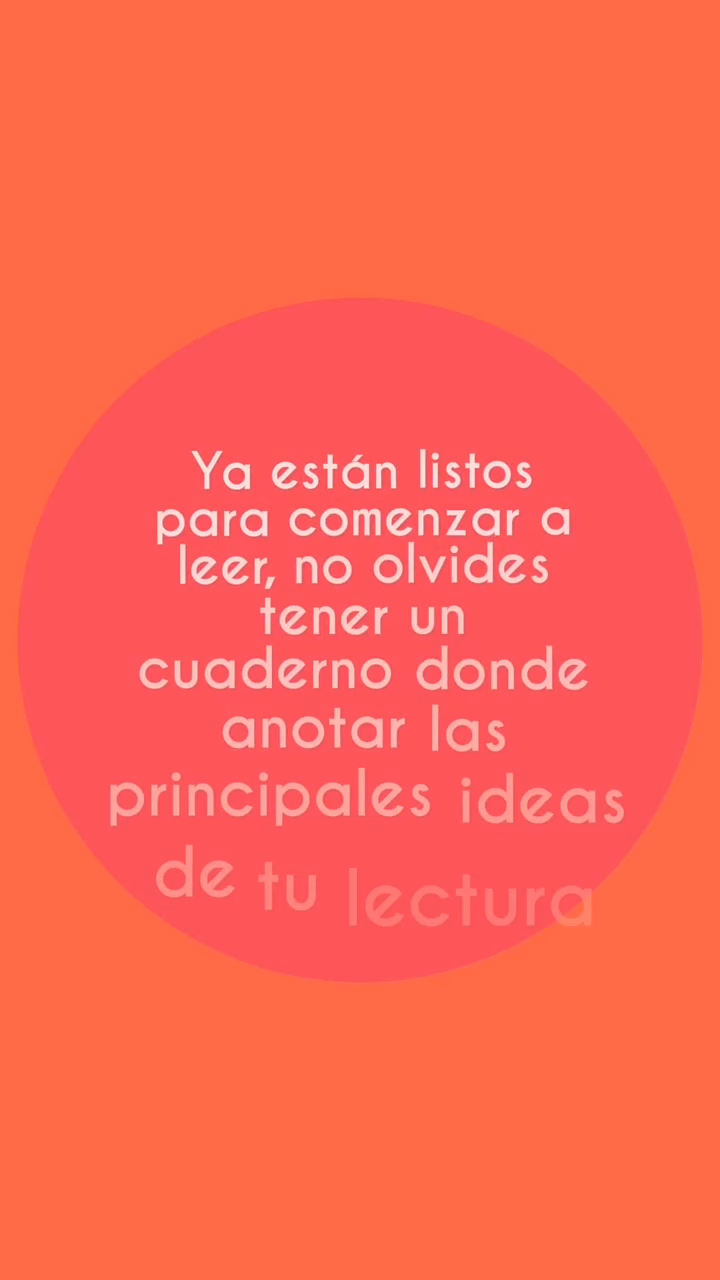 Ya están listos
para comenzar a
leer, no olvides
tener un
cuaderno donde
anotar las
principales ideas
de tu lectura